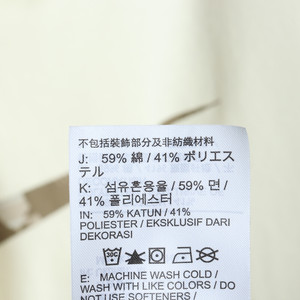 不包括裝飾部分及非紡織材料
J: 59% 綿 / 41% ポリエス
テル
K: 섬유혼용율 / 59% 면 /
41% 폴리에스터
IN: 59% KATUN / 41%
POLIESTER / EKSKLUSIF DARI
DEKORASI
30C
E: MACHINE WASH COLD /
WASH WITH LIKE COLORS / DO
NOT USE SOFTENERS /